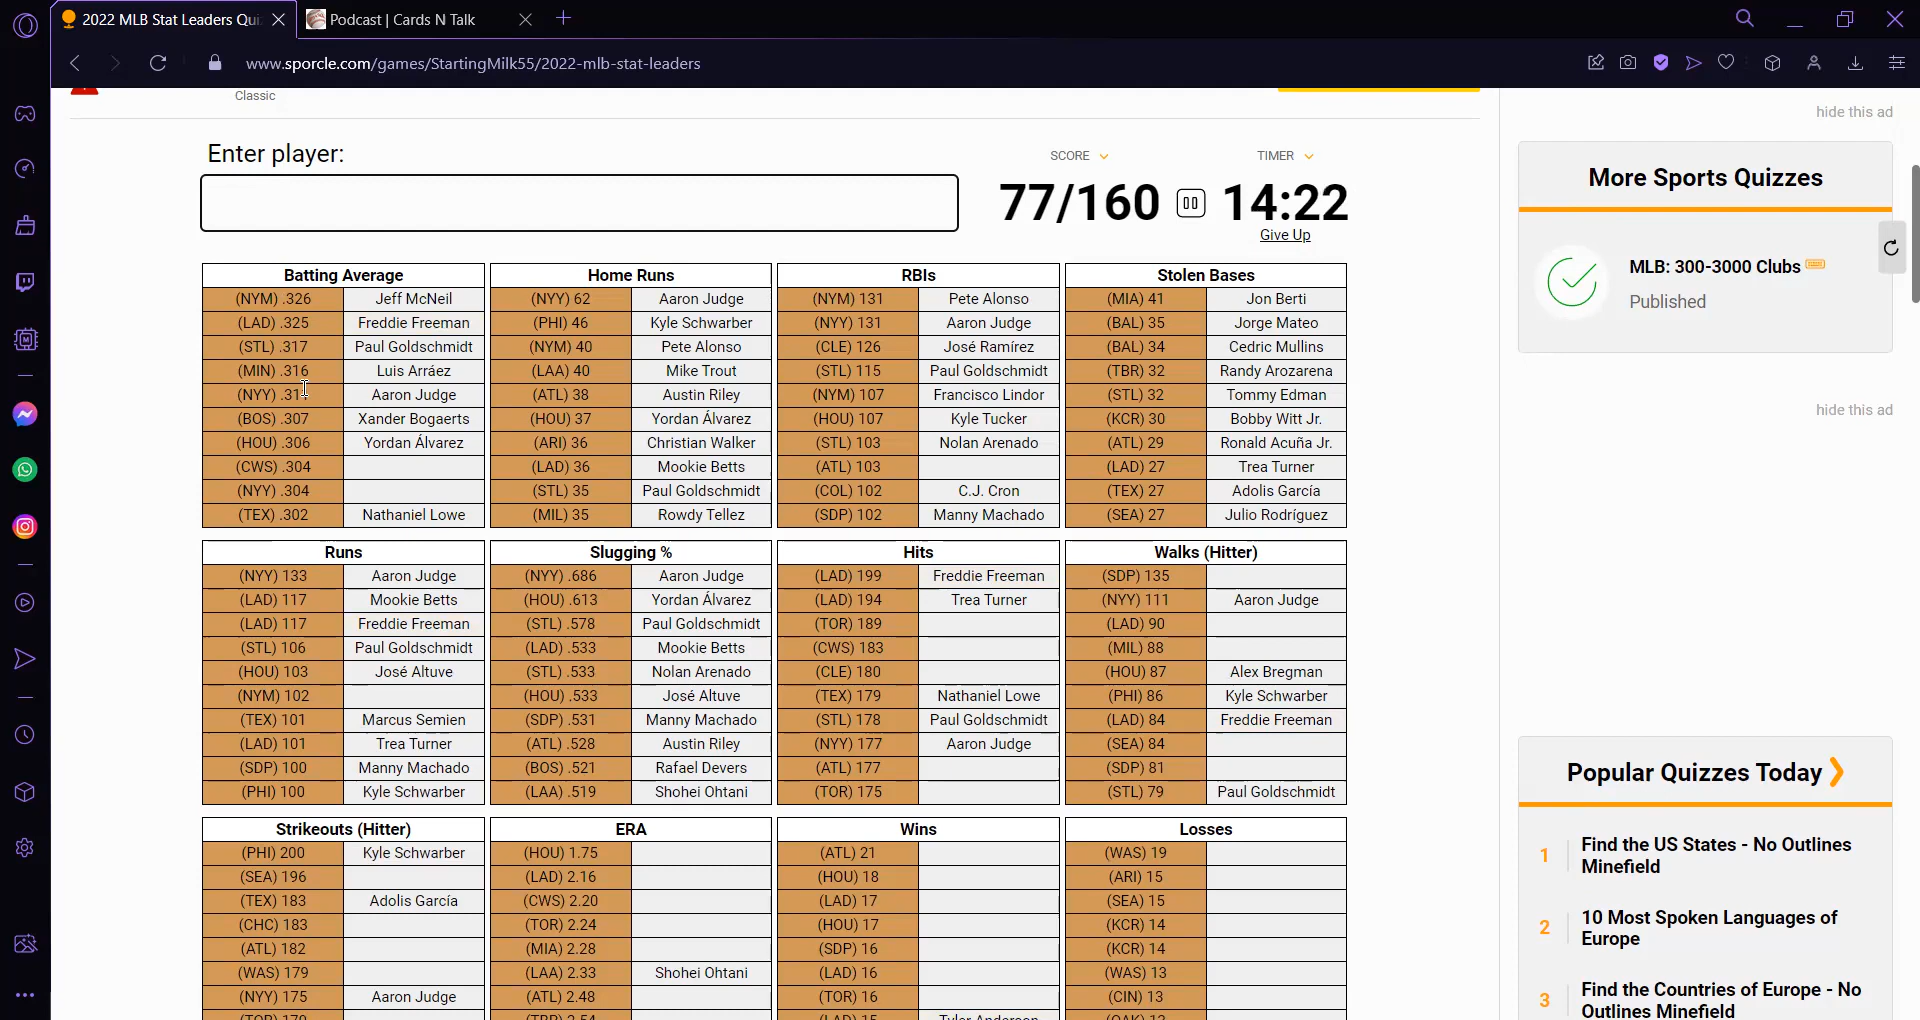 2022 MLB Stat Leaders Qui
Podcast | Cards N Talk
www.sporcle.com/games/StartingMilk55/2022-mlb-stat-leaders
Classic
hide this ad
Enter player:
SCORE
TIMER
77/160
14:22
Give Up
More Sports Quizzes
MLB: 300-3000 Clubs
Published
hide this ad
Batting Average
(NYM) .326 Jeff McNeil
(LAD) .325 Freddie Freeman
(STL) .317 Paul Goldschmidt
(MIN) .316 Luis Arráez
(NYY) .311 Aaron Judge
(BOS) .307 Xander Bogaerts
(HOU) .306 Yordan Álvarez
(CWS) .304
(NYY) .304
(TEX) .302 Nathaniel Lowe
Home Runs
(NYY) 62 Aaron Judge
(PHI) 46 Kyle Schwarber
(NYM) 40 Pete Alonso
(LAA) 40 Mike Trout
(ATL) 38 Austin Riley
(HOU) 37 Yordan Álvarez
(ARI) 36 Christian Walker
(LAD) 36 Mookie Betts
(STL) 35 Paul Goldschmidt
(MIL) 35 Rowdy Tellez
RBIs
(NYM) 131 Pete Alonso
(NYY) 131 Aaron Judge
(CLE) 126 José Ramírez
(STL) 115 Paul Goldschmidt
(NYM) 107 Francisco Lindor
(HOU) 107 Kyle Tucker
(STL) 103 Nolan Arenado
(ATL) 103
(COL) 102 C.J. Cron
(SDP) 102 Manny Machado
Stolen Bases
(MIA) 41 Jon Berti
(BAL) 35 Jorge Mateo
(BAL) 34 Cedric Mullins
(TBR) 32 Randy Arozarena
(STL) 32 Tommy Edman
(KCR) 30 Bobby Witt Jr.
(ATL) 29 Ronald Acuña Jr.
(LAD) 27 Trea Turner
(TEX) 27 Adolis García
(SEA) 27 Julio Rodríguez
Runs
(NYY) 133 Aaron Judge
(LAD) 117 Mookie Betts
(LAD) 117 Freddie Freeman
(STL) 106 Paul Goldschmidt
(HOU) 103 José Altuve
(NYM) 102
(TEX) 101 Marcus Semien
(LAD) 101 Trea Turner
(SDP) 100 Manny Machado
(PHI) 100 Kyle Schwarber
Slugging %
(NYY) .686 Aaron Judge
(HOU) .613 Yordan Álvarez
(STL) .578 Paul Goldschmidt
(LAD) .533 Mookie Betts
(STL) .533 Nolan Arenado
(HOU) .533 José Altuve
(SDP) .531 Manny Machado
(ATL) .528 Austin Riley
(BOS) .521 Rafael Devers
(LAA) .519 Shohei Ohtani
Hits
(LAD) 199 Freddie Freeman
(LAD) 194 Trea Turner
(TOR) 189
(CWS) 183
(CLE) 180
(TEX) 179 Nathaniel Lowe
(STL) 178 Paul Goldschmidt
(NYY) 177 Aaron Judge
(ATL) 177
(TOR) 175
Walks (Hitter)
(SDP) 135
(NYY) 111 Aaron Judge
(LAD) 90
(MIL) 88
(HOU) 87 Alex Bregman
(PHI) 86 Kyle Schwarber
(LAD) 84 Freddie Freeman
(SEA) 84
(SDP) 81
(STL) 79 Paul Goldschmidt
Strikeouts (Hitter)
(PHI) 200 Kyle Schwarber
(SEA) 196
(TEX) 183 Adolis García
(CHC) 183
(ATL) 182
(WAS) 179
(NYY) 175 Aaron Judge
ERA
(HOU) 1.75
(LAD) 2.16
(CWS) 2.20
(TOR) 2.24
(MIA) 2.28
(LAA) 2.33 Shohei Ohtani
(ATL) 2.48
(TBR) 2.54
Wins
(ATL) 21
(HOU) 18
(LAD) 17
(HOU) 17
(SDP) 16
(LAD) 16
(TOR) 16
(LAD) 15 Tyler Anderson
Losses
(WAS) 19
(ARI) 15
(SEA) 15
(KCR) 14
(KCR) 14
(WAS) 13
(CIN) 13
Popular Quizzes Today
1 Find the US States - No Outlines
Minefield
2 10 Most Spoken Languages of
Europe
3 Find the Countries of Europe - No
Outlines Minefield